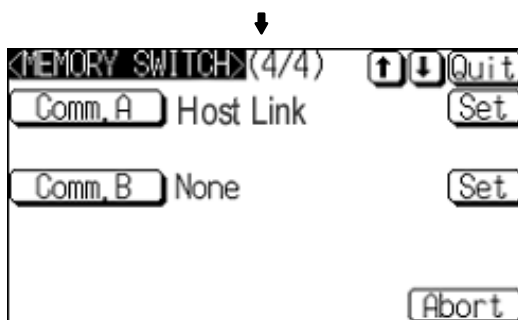 <MEMORY SWITCH>(4/4) ↑ ↓ Quit
Comm.A Host Link Set
Comm.B None Set
Abort